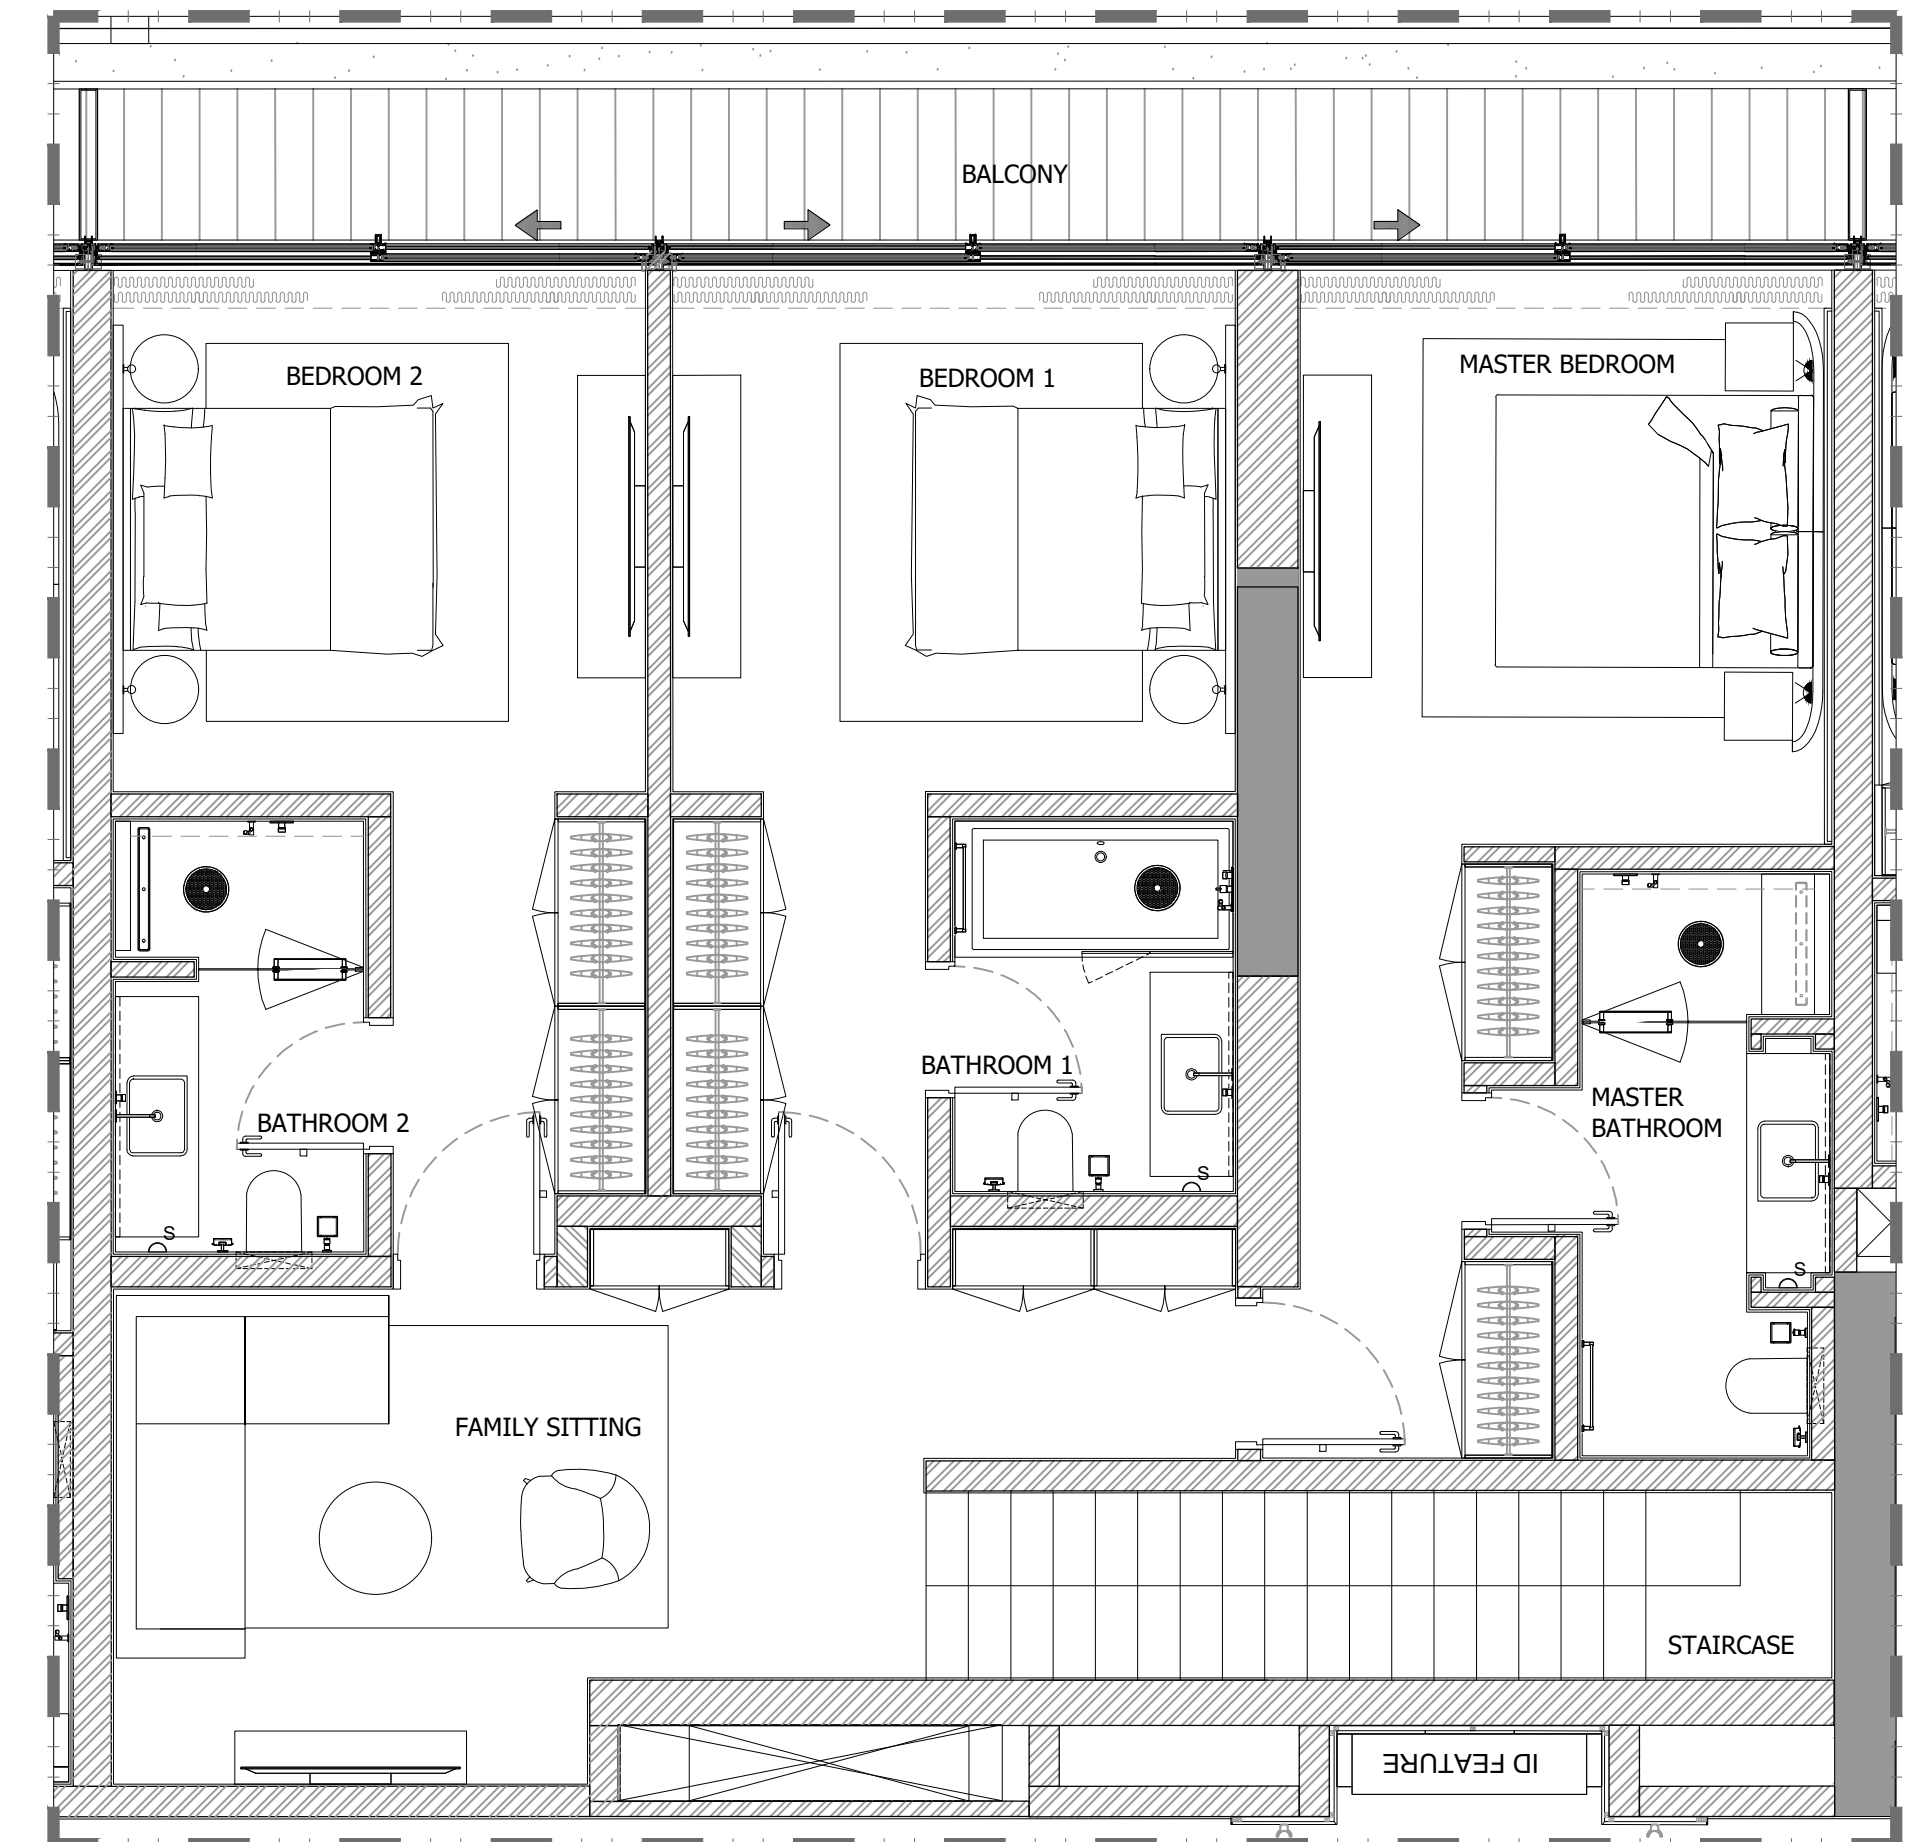 BALCONY
BEDROOM 2
BEDROOM 1
MASTER BEDROOM
BATHROOM 1
MASTER
BATHROOM
BATHROOM 2
S
S
S
FAMILY SITTING
STAIRCASE
ID FEATURE